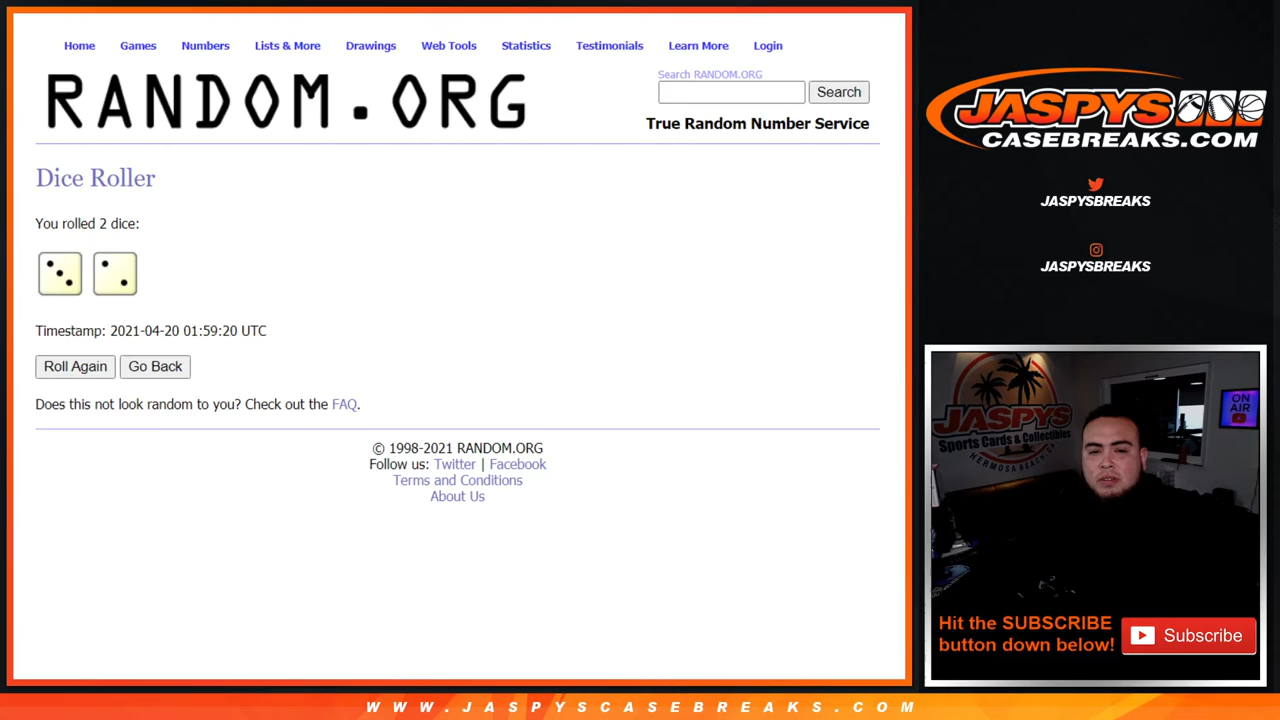 Home Games Numbers Lists & More Drawings Web Tools Statistics Testimonials Learn More Login
RANDOM.ORG
Search RANDOM.ORG
Search
True Random Number Service
Dice Roller
You rolled 2 dice:
Timestamp: 2021-04-20 01:59:20 UTC
Roll Again Go Back
Does this not look random to you? Check out the FAQ.
© 1998-2021 RANDOM.ORG
Follow us: Twitter | Facebook
Terms and Conditions
About Us
JASPYS
CASEBREAKS.COM
JASPYSBREAKS
JASPYSBREAKS
JASPYS
Sports Cards & Collectibles
HERMOSA BEACH, CA
ON
AIR
Hit the SUBSCRIBE
button down below!
Subscribe
WWW.JASPYSCASEBREAKS.COM